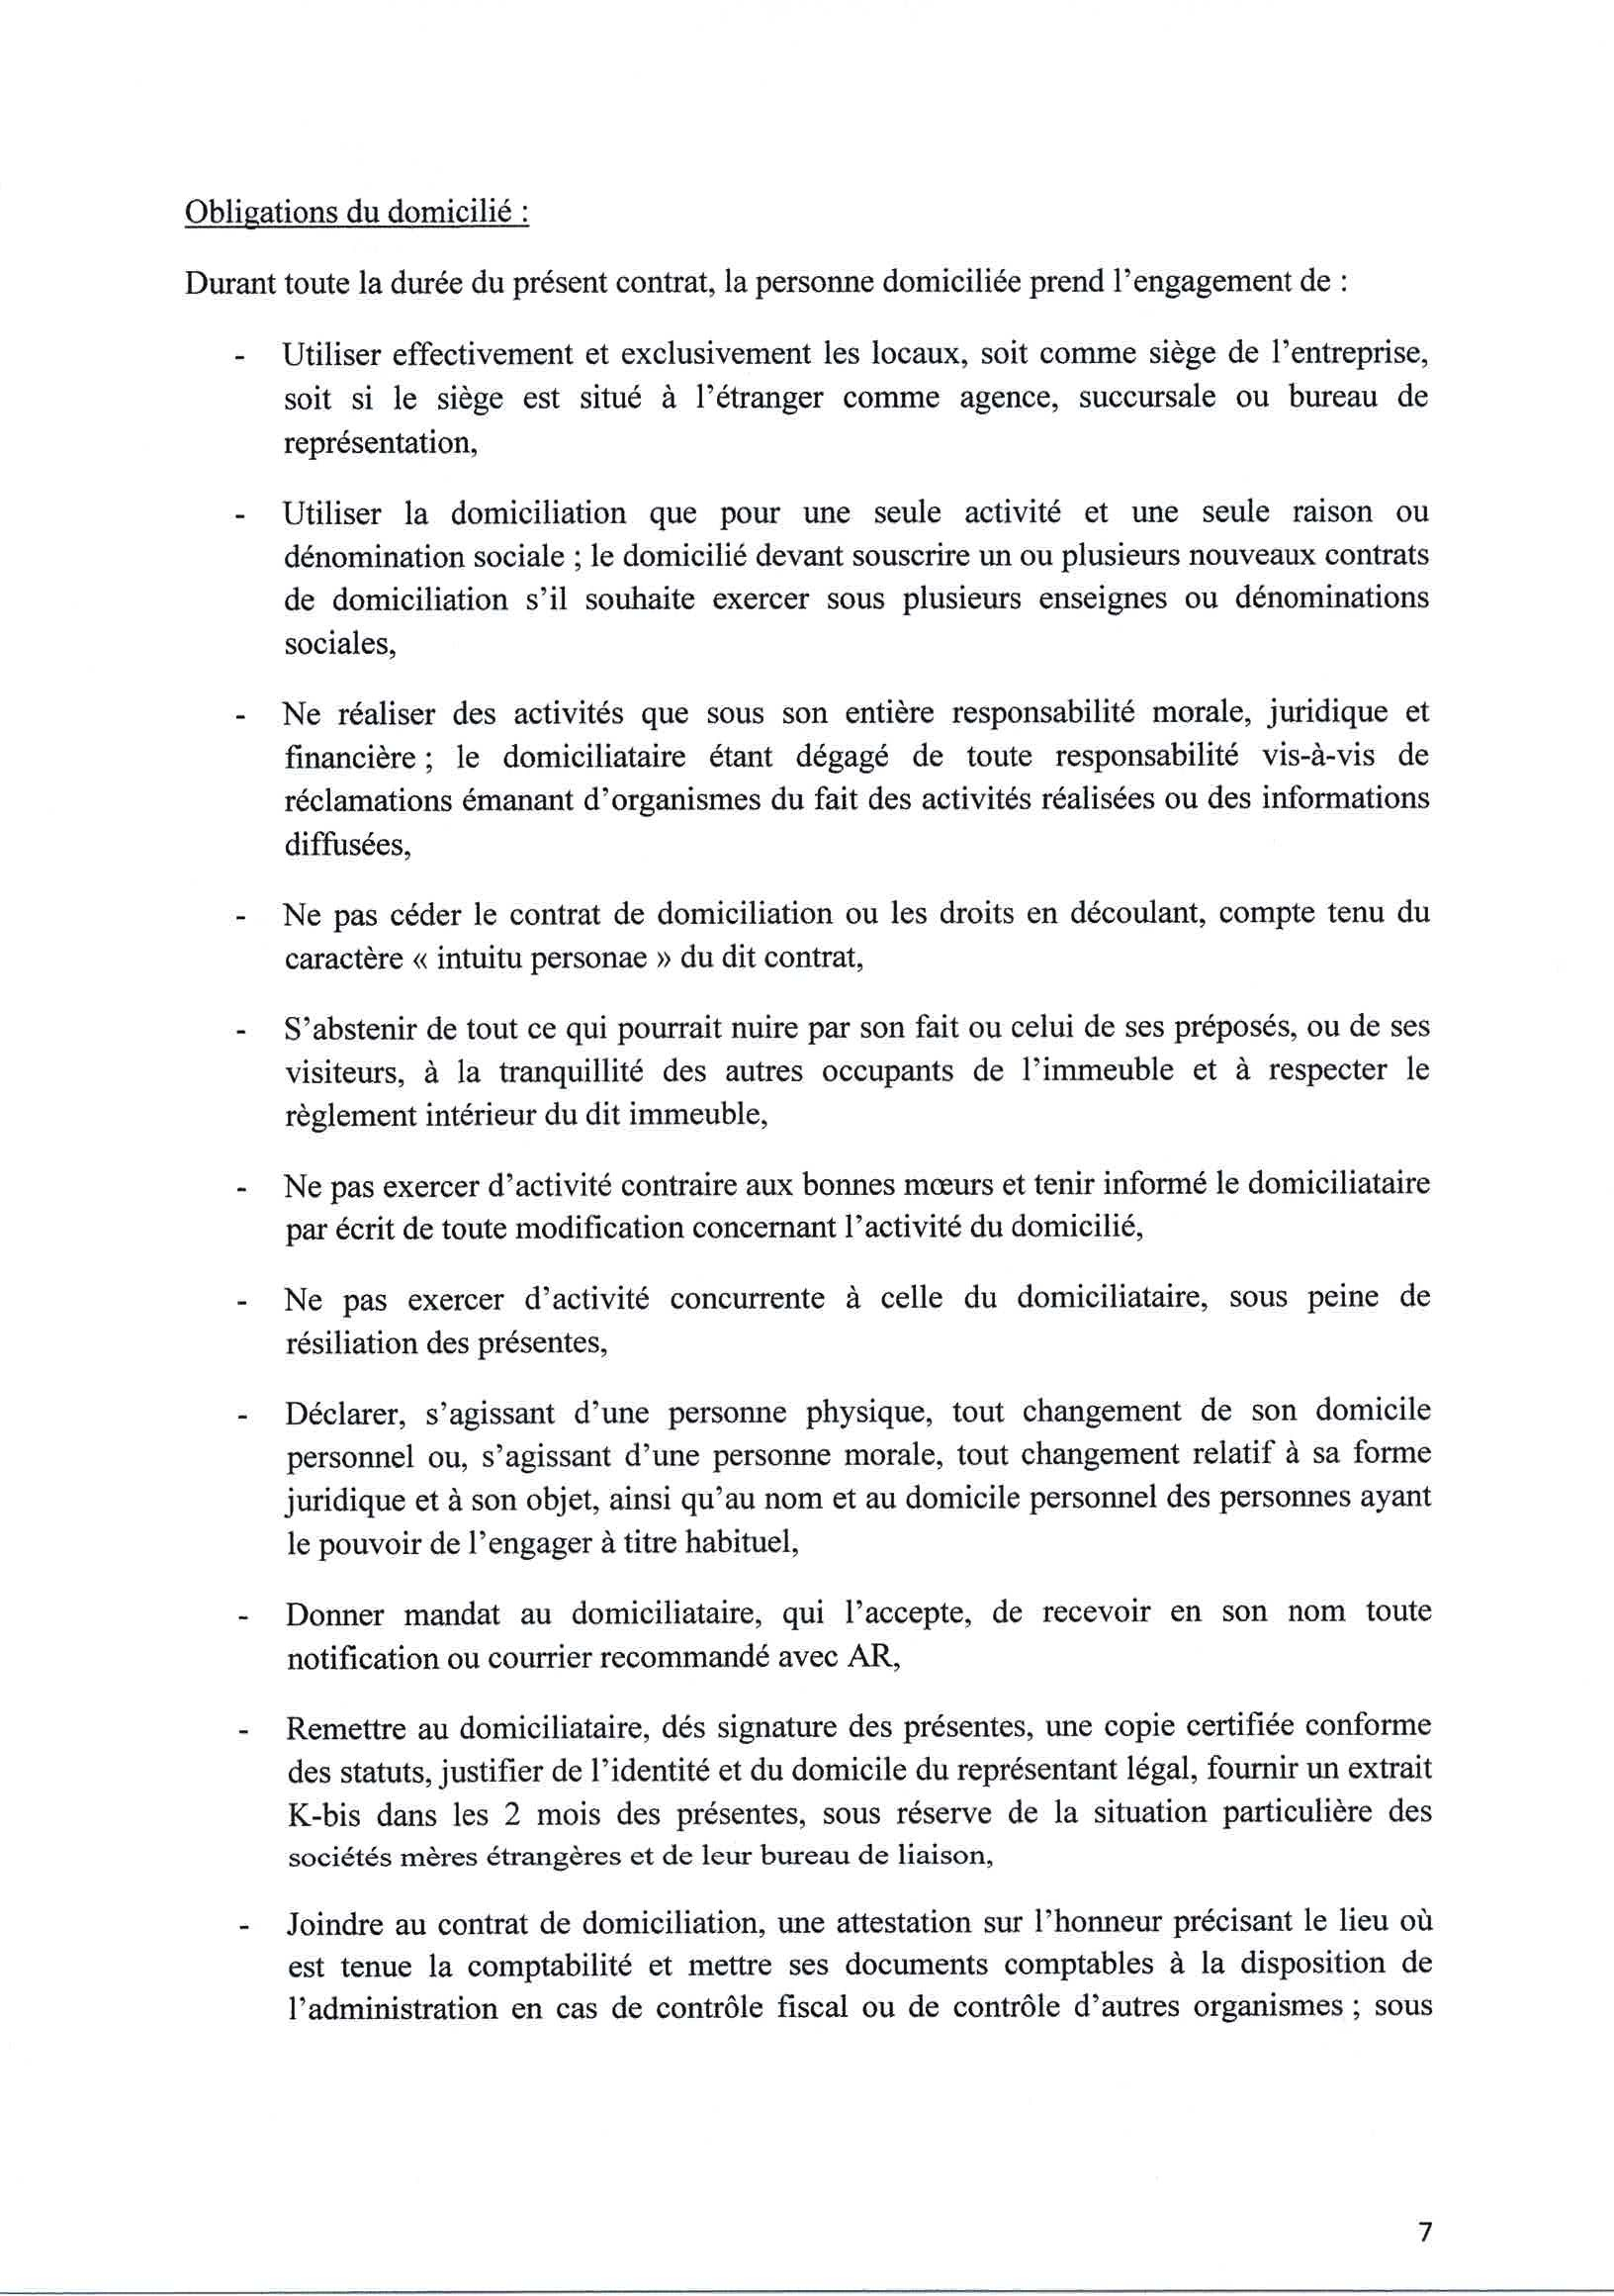 Obligations du domicilié :
Durant toute la durée du présent contrat, la personne domiciliée prend l’engagement de :
- Utiliser effectivement et exclusivement les locaux, soit comme siège de l’entreprise,
soit si le siège est situé à l’étranger comme agence, succursale ou bureau de
représentation,
- Utiliser la domiciliation que pour une seule activité et une seule raison ou
dénomination sociale ; le domicilié devant souscrire un ou plusieurs nouveaux contrats
de domiciliation s’il souhaite exercer sous plusieurs enseignes ou dénominations
sociales,
- Ne réaliser des activités que sous son entière responsabilité morale, juridique et
financière ; le domiciliataire étant dégagé de toute responsabilité vis-à-vis de
réclamations émanant d’organismes du fait des activités réalisées ou des informations
diffusées,
- Ne pas céder le contrat de domiciliation ou les droits en découlant, compte tenu du
caractère « intuitu personae » du dit contrat,
- S’abstenir de tout ce qui pourrait nuire par son fait ou celui de ses préposés, ou de ses
visiteurs, à la tranquillité des autres occupants de l’immeuble et à respecter le
règlement intérieur du dit immeuble,
- Ne pas exercer d’activité contraire aux bonnes mœurs et tenir informé le domiciliataire
par écrit de toute modification concernant l’activité du domicilié,
- Ne pas exercer d’activité concurrente à celle du domiciliataire, sous peine de
résiliation des présentes,
- Déclarer, s’agissant d’une personne physique, tout changement de son domicile
personnel ou, s’agissant d’une personne morale, tout changement relatif à sa forme
juridique et à son objet, ainsi qu’au nom et au domicile personnel des personnes ayant
le pouvoir de l’engager à titre habituel,
- Donner mandat au domiciliataire, qui l’accepte, de recevoir en son nom toute
notification ou courrier recommandé avec AR,
- Remettre au domiciliataire, dés signature des présentes, une copie certifiée conforme
des statuts, justifier de l’identité et du domicile du représentant légal, fournir un extrait
K-bis dans les 2 mois des présentes, sous réserve de la situation particulière des
sociétés mères étrangères et de leur bureau de liaison,
- Joindre au contrat de domiciliation, une attestation sur l’honneur précisant le lieu où
est tenue la comptabilité et mettre ses documents comptables à la disposition de
l’administration en cas de contrôle fiscal ou de contrôle d’autres organismes ; sous
7